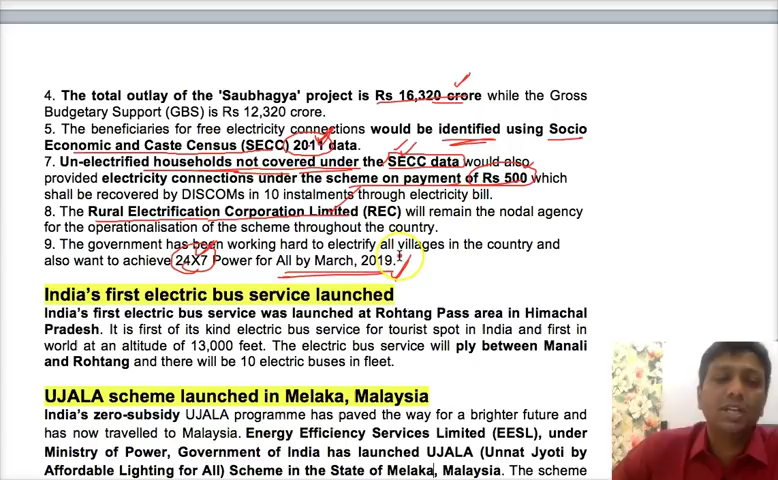 4. The total outlay of the 'Saubhagya' project is Rs 16,320 crore while the Gross
Budgetary Support (GBS) is Rs 12,320 crore.
5. The beneficiaries for free electricity connections would be identified using Socio
Economic and Caste Census (SECC) 2011 data.
7. Un-electrified households not covered under the SECC data would also
provided electricity connections under the scheme on payment of Rs 500 which
shall be recovered by DISCOMs in 10 instalments through electricity bill.
8. The Rural Electrification Corporation Limited (REC) will remain the nodal agency
for the operationalisation of the scheme throughout the country.
9. The government has been working hard to electrify all villages in the country and
also want to achieve 24X7 Power for All by March, 2019.
India's first electric bus service launched
India's first electric bus service was launched at Rohtang Pass area in Himachal
Pradesh. It is first of its kind electric bus service for tourist spot in India and first in
world at an altitude of 13,000 feet. The electric bus service will ply between Manali
and Rohtang and there will be 10 electric buses in fleet.
UJALA scheme launched in Melaka, Malaysia
India's zero-subsidy UJALA programme has paved the way for a brighter future and
has now travelled to Malaysia. Energy Efficiency Services Limited (EESL), under
Ministry of Power, Government of India has launched UJALA (Unnat Jyoti by
Affordable Lighting for All) Scheme in the State of Melaka, Malaysia. The scheme